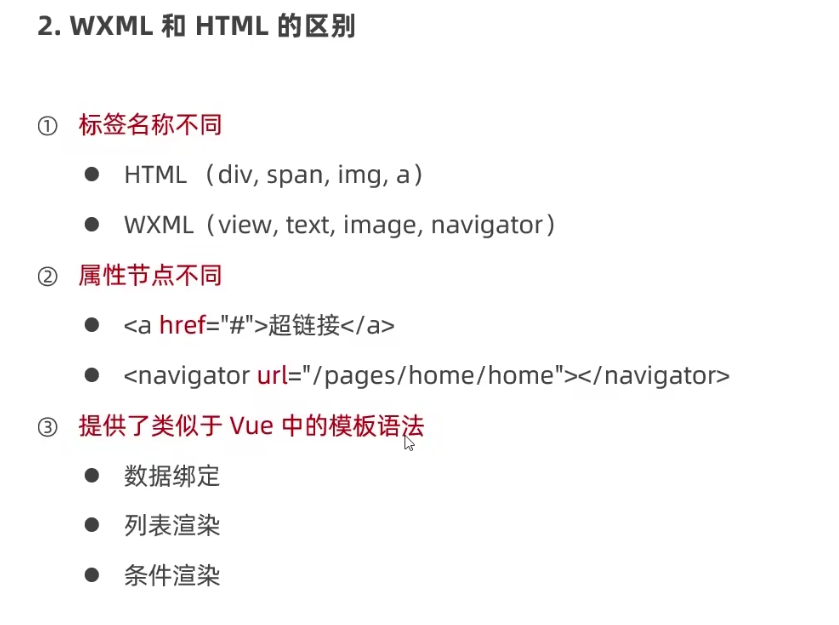 2. WXML 和 HTML 的区别
① 标签名称不同
● HTML （div, span, img, a）
● WXML（view, text, image, navigator）
② 属性节点不同
● <a href="#">超链接</a>
● <navigator url="/pages/home/home"></navigator>
③ 提供了类似于 Vue 中的模板语法
● 数据绑定
● 列表渲染
● 条件渲染